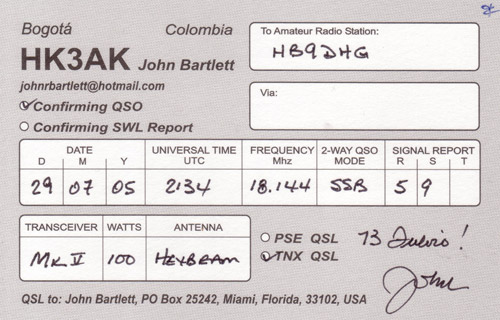 Bogotá Colombia
HK3AK John Bartlett
johnrbartlett@hotmail.com
To Amateur Radio Station:
HB9DHG
Via:
Confirming QSO
Confirming SWL Report
DATE UNIVERSAL TIME FREQUENCY 2-WAY QSO SIGNAL REPORT
D M Y UTC Mhz MODE R S T
29 07 05 2134 18.144 SSB 5 9
TRANSCEIVER WATTS ANTENNA
MK V 100 HEXBEAM
PSE QSL 73 Fulvio!
TNX QSL
John
QSL to: John Bartlett, PO Box 25242, Miami, Florida, 33102, USA